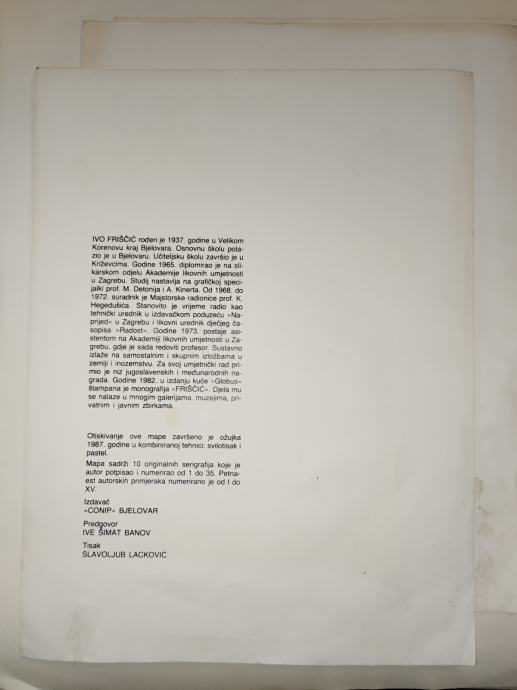 IVO FRIŠČIĆ rođen je 1937. godine u Velikom
Korenovu kraj Bjelovara. Osnovnu školu pola-
zio je u Bjelovaru. Učiteljsku školu završio je u
Križevcima. Godine 1965. diplomirao je na sli-
karskom odjelu Akademije likovnih umjetnosti
u Zagrebu. Studij nastavlja na grafičkoj speci-
jalki prof. M. Detonija i A. Kinerta. Od 1968. do
1972. suradnik je Majstorske radionice prof. K.
Hegedušića. Stanovito je vrijeme radio kao
tehnički urednik u izdavačkom poduzeću »Na-
prijed« u Zagrebu i likovni urednik dječjeg ča-
sopisa »Radost«. Godine 1973. postaje asi-
stentom na Akademiji likovnih umjetnosti u Za-
grebu, gdje je sada redoviti profesor. Sustavno
izlaže na samostalnim i skupnim izložbama u
zemlji i inozemstvu. Za svoj umjetnički rad pri-
mio je niz jugoslavenskih i međunarodnih na-
grada. Godine 1982. u izdanju kuće »Globus«
štampana je monografija »FRIŠČIĆ«. Djela mu
se nalaze u mnogim galerijama, muzejima, pri-
vatnim i javnim zbirkama.
Otiskivanje ove mape završeno je ožujka
1987. godine u kombiniranoj tehnici: svilotisak i
pastel.
Mapa sadrži 10 originalnih serigrafija koje je
autor potpisao i numerirao od 1 do 35. Petna-
est autorskih primjeraka numerirano je od I do
XV.
Izdavač
»CONIP« BJELOVAR
Predgovor
IVE ŠIMAT BANOV
Tisak
SLAVOLJUB LACKOVIĆ